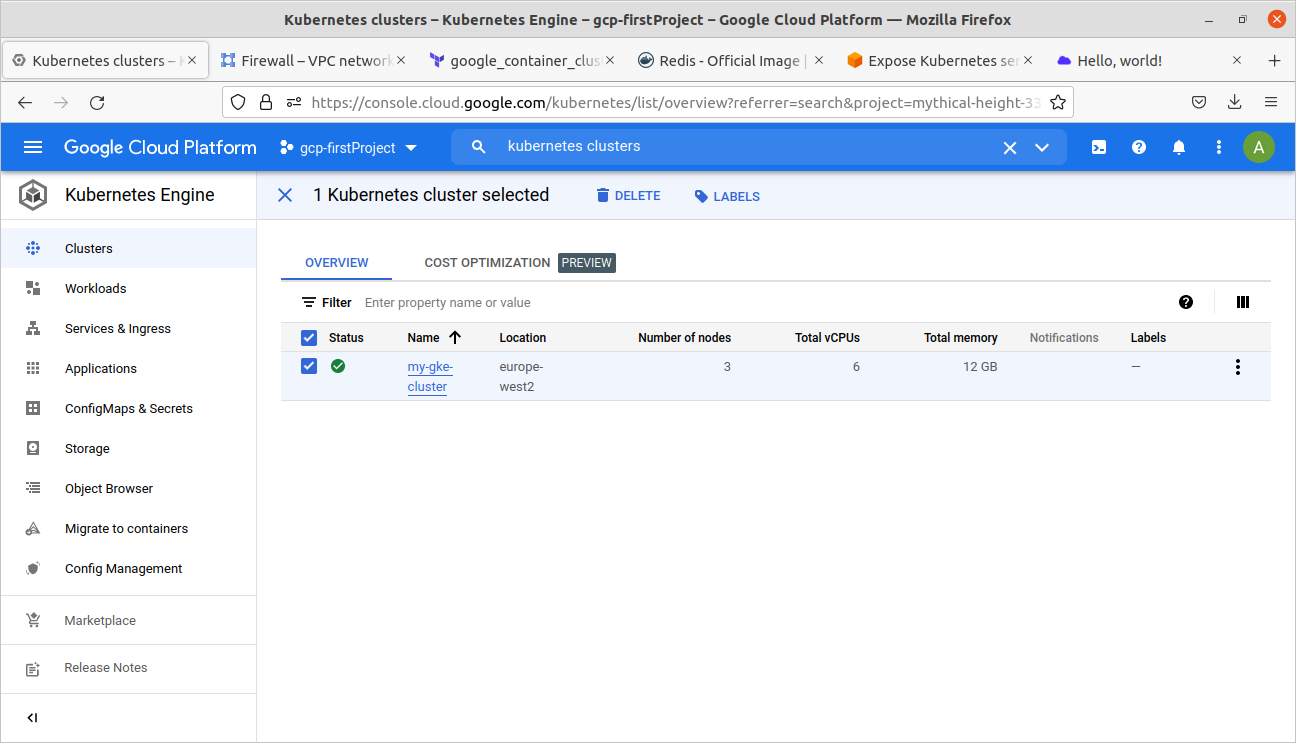 Kubernetes clusters – Kubernetes Engine – gcp-firstProject – Google Cloud Platform — Mozilla Firefox
Kubernetes clusters –
Firewall – VPC network
google_container_clus
Redis - Official Image |
Expose Kubernetes ser
Hello, world!
https://console.cloud.google.com/kubernetes/list/overview?referrer=search&project=mythical-height-33
Google Cloud Platform
gcp-firstProject
kubernetes clusters
A
Kubernetes Engine
1 Kubernetes cluster selected
DELETE
LABELS
Clusters
Workloads
Services & Ingress
Applications
ConfigMaps & Secrets
Storage
Object Browser
Migrate to containers
Config Management
Marketplace
Release Notes
OVERVIEW
COST OPTIMIZATION PREVIEW
Filter Enter property name or value
Status Name Location Number of nodes Total vCPUs Total memory Notifications Labels
my-gke-cluster europe-west2 3 6 12 GB —